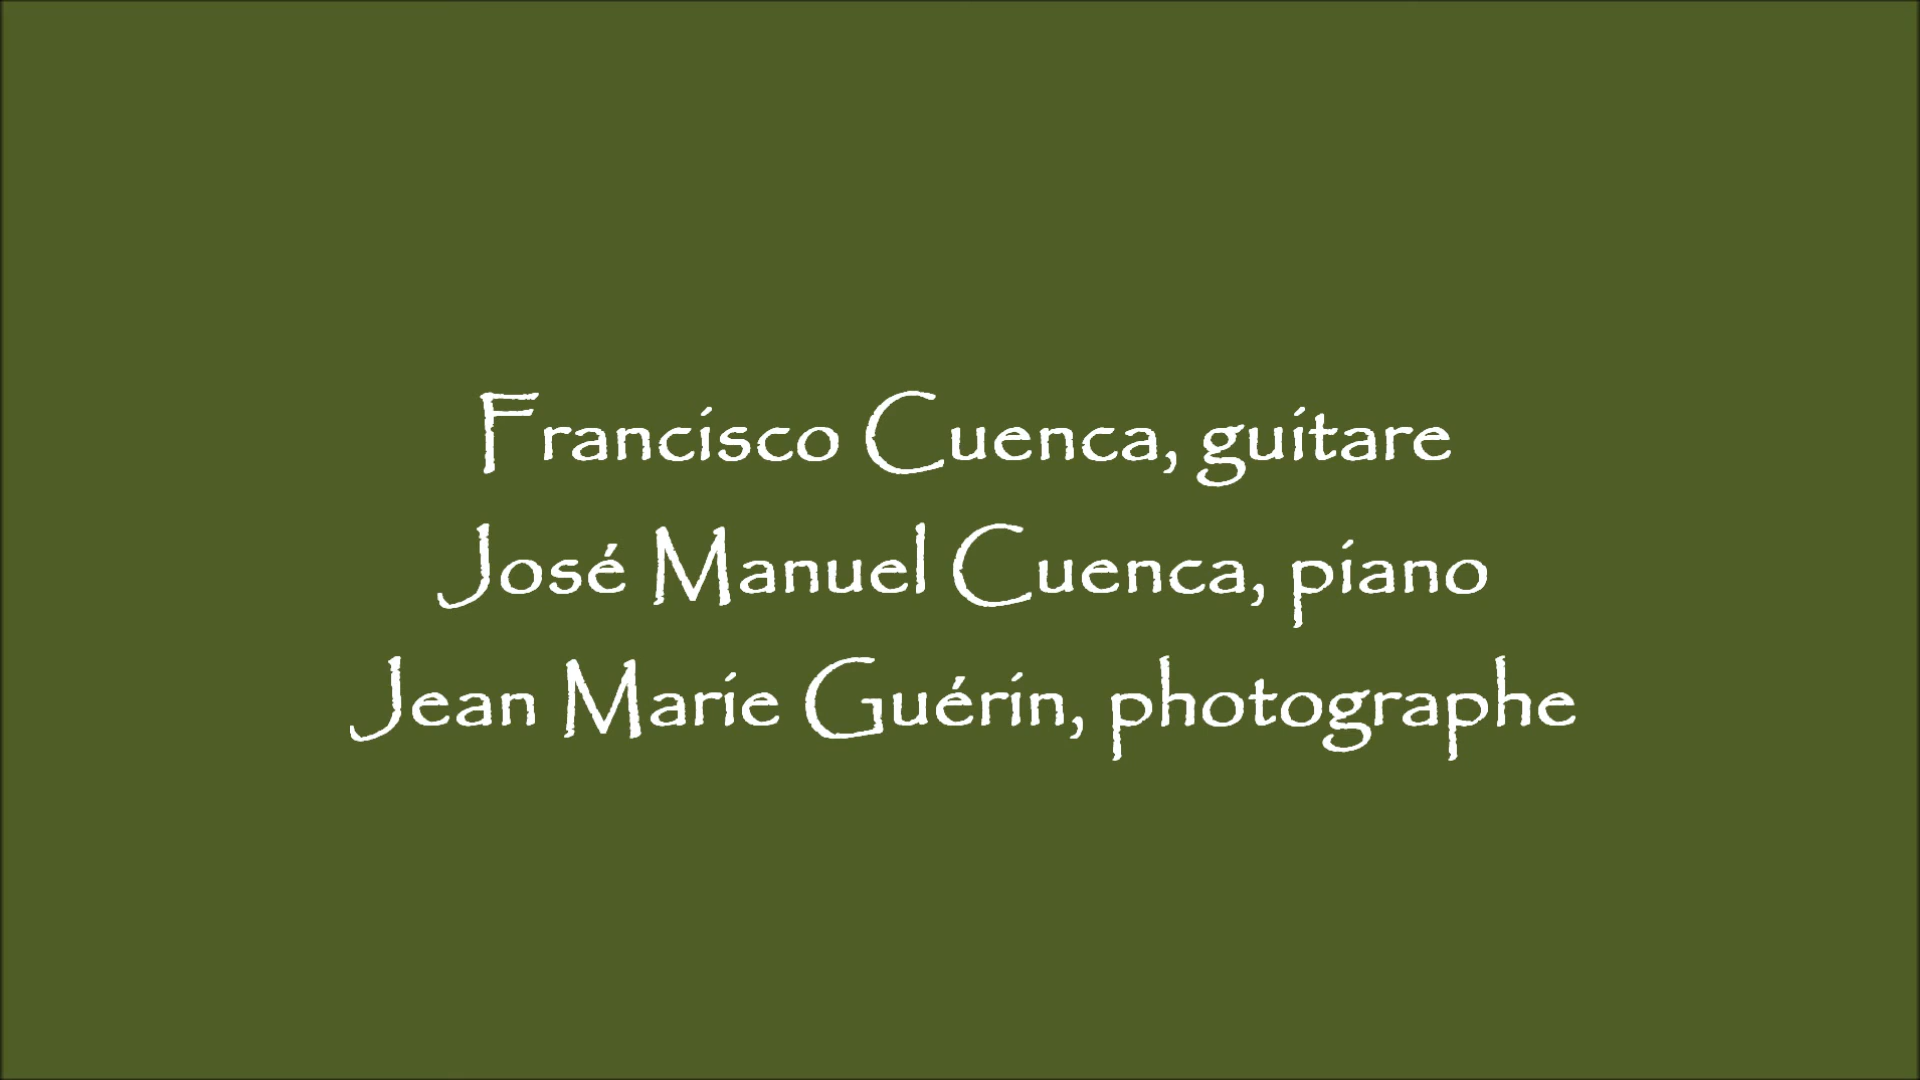 Francisco Cuenca, guitare
José Manuel Cuenca, piano
Jean Marie Guérin, photographe